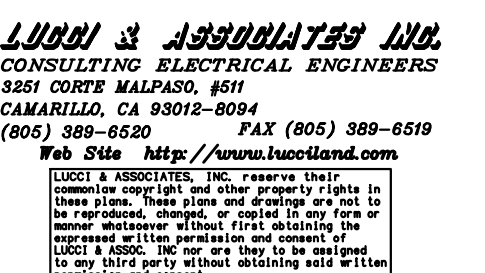 LUCCI & ASSOCIATES INC.
CONSULTING ELECTRICAL ENGINEERS
3251 CORTE MALPASO, #511
CAMARILLO, CA 93012-8094
(805) 389-6520 FAX (805) 389-6519
Web Site http://www.lucciland.com
LUCCI & ASSOCIATES, INC. reserve their
commonlaw copyright and other property rights in
these plans. These plans and drawings are not to
be reproduced, changed, or copied in any form or
manner whatsoever without first obtaining the
expressed written permission and consent of
LUCCI & ASSOC. INC nor are they to be assigned
to any third party without obtaining said written
permission and consent.